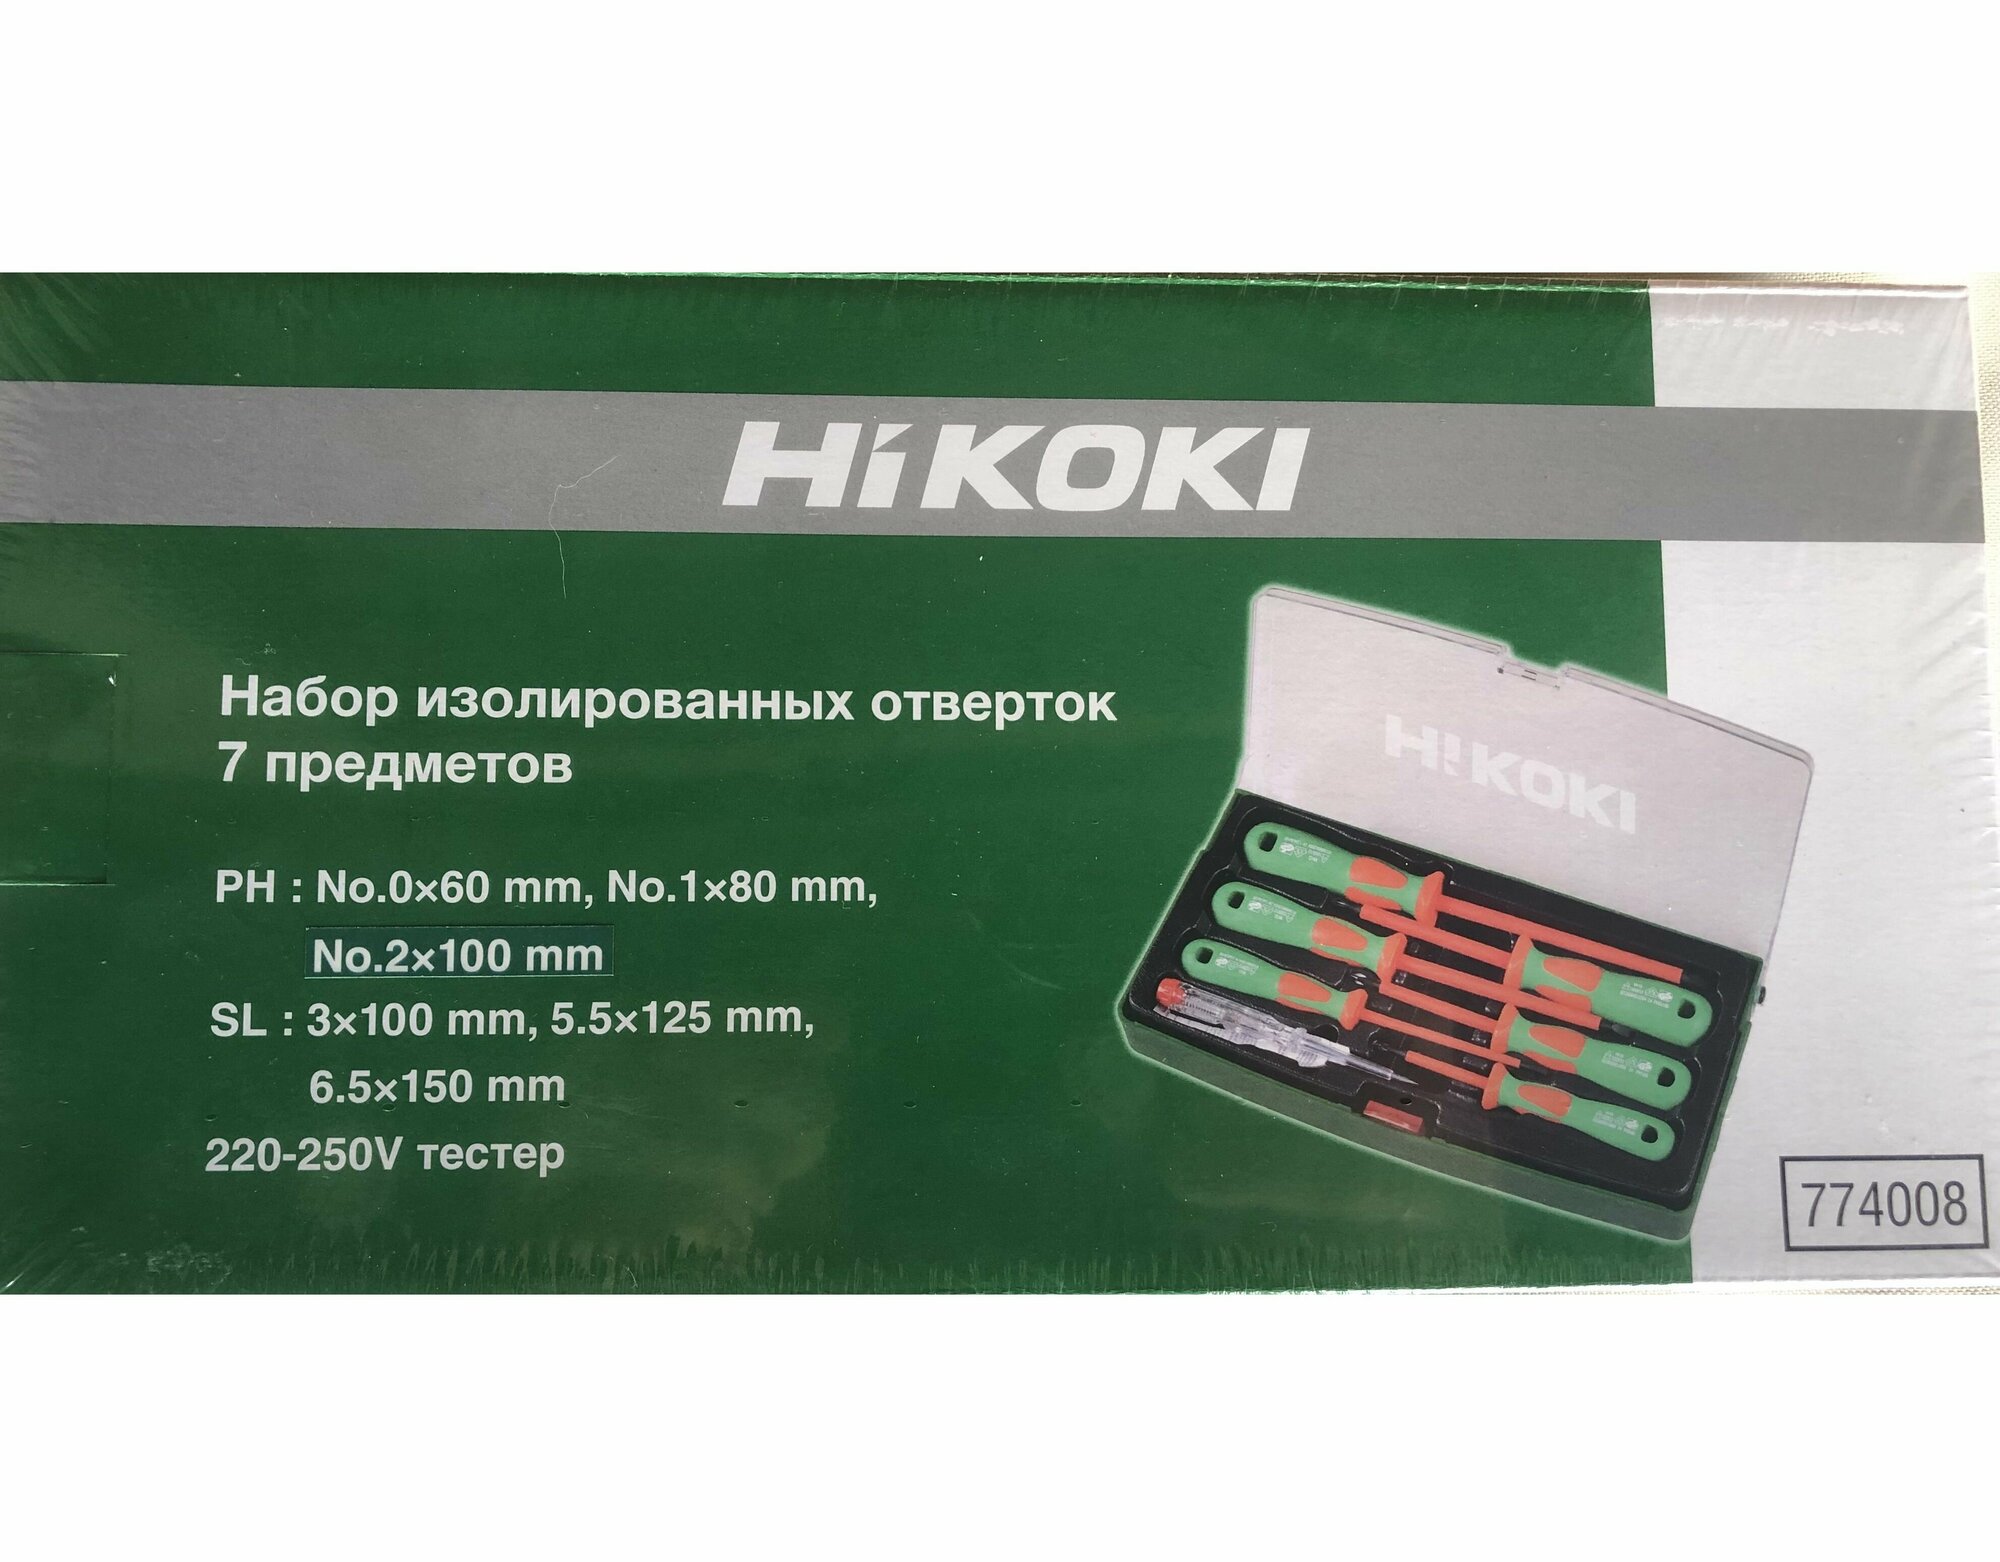 HiKOKI
Набор изолированных отверток
7 предметов
PH : No.0×60 mm, No.1×80 mm,
No.2×100 mm
SL : 3×100 mm, 5.5×125 mm,
6.5×150 mm
220-250V тестер
HiKOKI
774008